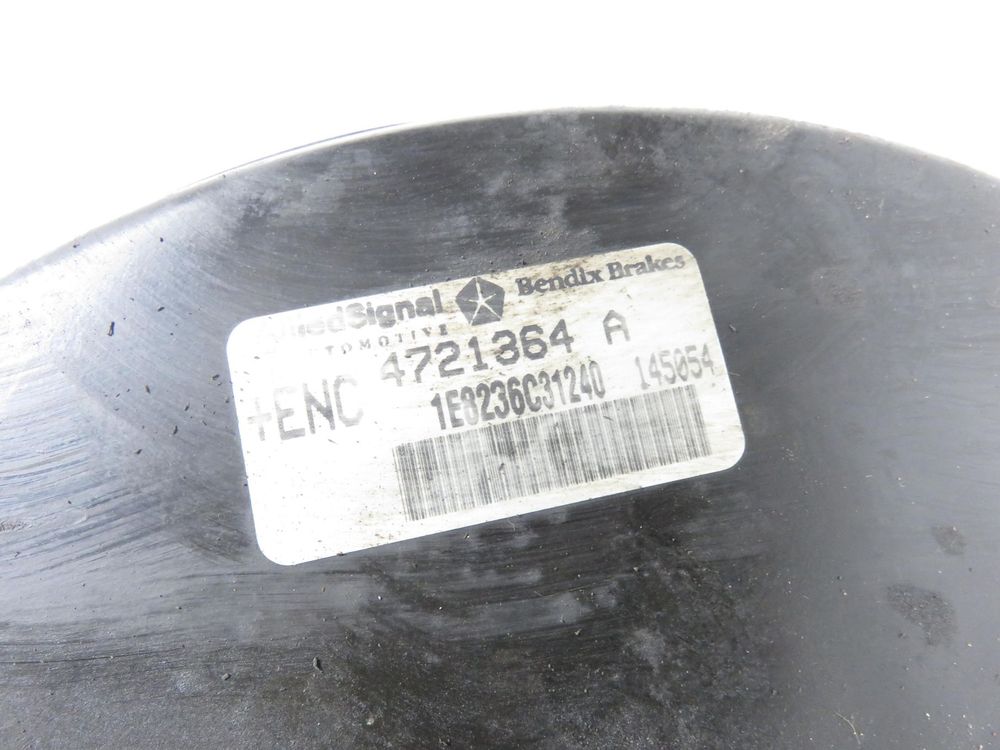 AlliedSignal Bendix Brakes
AUTOMOTIVE
4721364 A
+ENC 1E8236C31240 145054